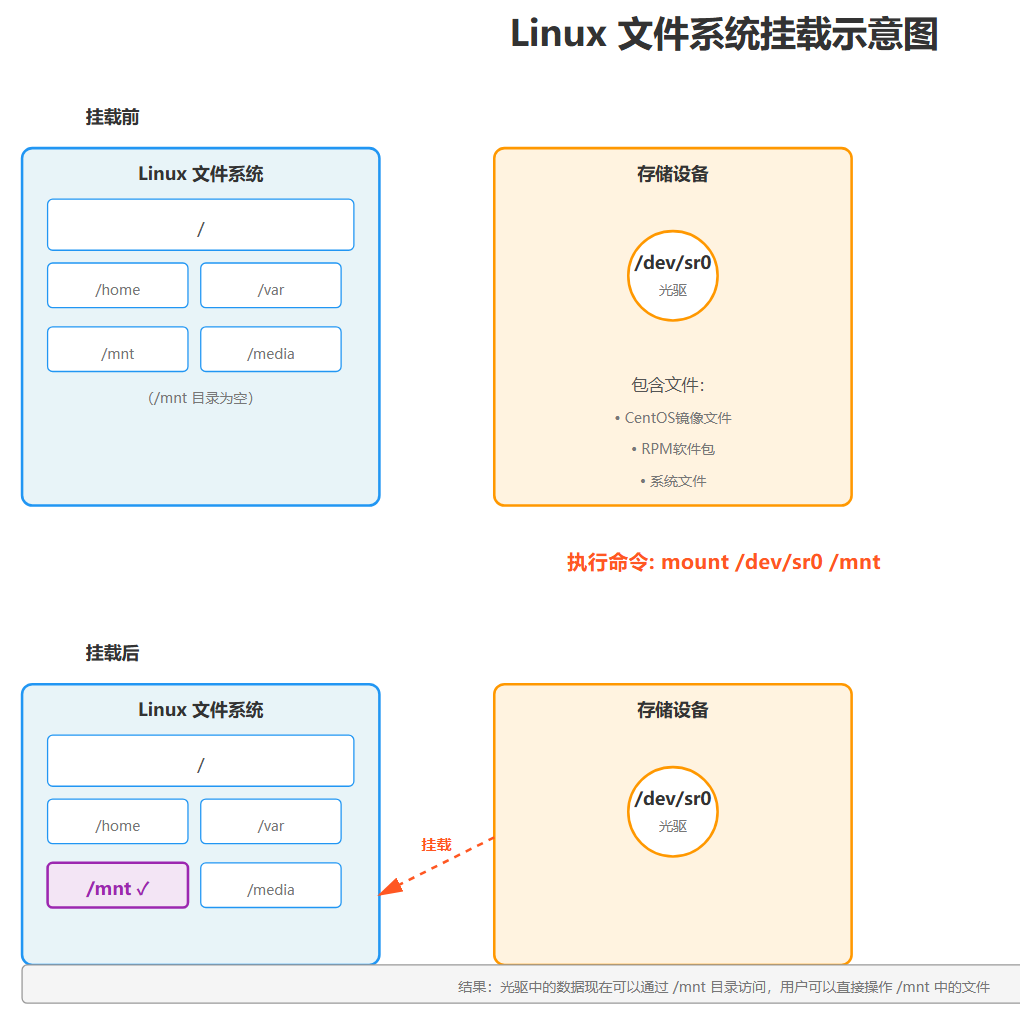 Linux 文件系统挂载示意图
挂载前
Linux 文件系统
/
/home
/var
/mnt
/media
（/mnt 目录为空）
存储设备
/dev/sr0
光驱
包含文件：
• CentOS镜像文件
• RPM软件包
• 系统文件
执行命令: mount /dev/sr0 /mnt
挂载后
Linux 文件系统
/
/home
/var
/mnt ✓
/media
挂载
存储设备
/dev/sr0
光驱
结果：光驱中的数据现在可以通过 /mnt 目录访问，用户可以直接操作 /mnt 中的文件